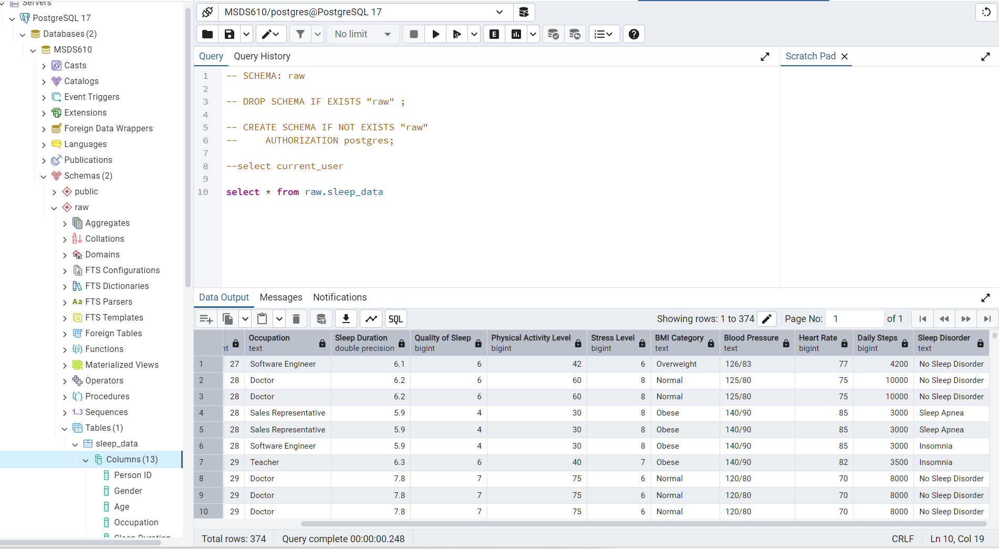 Servers
PostgreSQL 17
Databases (2)
MSDS610
Casts
Catalogs
Event Triggers
Extensions
Foreign Data Wrappers
Languages
Publications
Schemas (2)
public
raw
Aggregates
Collations
Domains
FTS Configurations
FTS Dictionaries
Aa FTS Parsers
FTS Templates
Foreign Tables
Functions
Materialized Views
Operators
Procedures
1..3 Sequences
Tables (1)
sleep_data
Columns (13)
Person ID
Gender
Age
Occupation
Sleep Duration
MSDS610/postgres@PostgreSQL 17
No limit
E
Query Query History
Scratch Pad
1 -- SCHEMA: raw
2
3 -- DROP SCHEMA IF EXISTS "raw" ;
4
5 -- CREATE SCHEMA IF NOT EXISTS "raw"
6 --     AUTHORIZATION postgres;
7
8 --select current_user
9
10 select * from raw.sleep_data
Data Output Messages Notifications
SQL Showing rows: 1 to 374 Page No: 1 of 1
Occupation Sleep Duration Quality of Sleep Physical Activity Level Stress Level BMI Category Blood Pressure Heart Rate Daily Steps Sleep Disorder
text double precision bigint bigint bigint text text bigint bigint text
1 27 Software Engineer 6.1 6 42 6 Overweight 126/83 77 4200 No Sleep Disorder
2 28 Doctor 6.2 6 60 8 Normal 125/80 75 10000 No Sleep Disorder
3 28 Doctor 6.2 6 60 8 Normal 125/80 75 10000 No Sleep Disorder
4 28 Sales Representative 5.9 4 30 8 Obese 140/90 85 3000 Sleep Apnea
5 28 Sales Representative 5.9 4 30 8 Obese 140/90 85 3000 Sleep Apnea
6 28 Software Engineer 5.9 4 30 8 Obese 140/90 85 3000 Insomnia
7 29 Teacher 6.3 6 40 7 Obese 140/90 82 3500 Insomnia
8 29 Doctor 7.8 7 75 6 Normal 120/80 70 8000 No Sleep Disorder
9 29 Doctor 7.8 7 75 6 Normal 120/80 70 8000 No Sleep Disorder
10 29 Doctor 7.8 7 75 6 Normal 120/80 70 8000 No Sleep Disorder
Total rows: 374 Query complete 00:00:00.248 CRLF Ln 10, Col 19